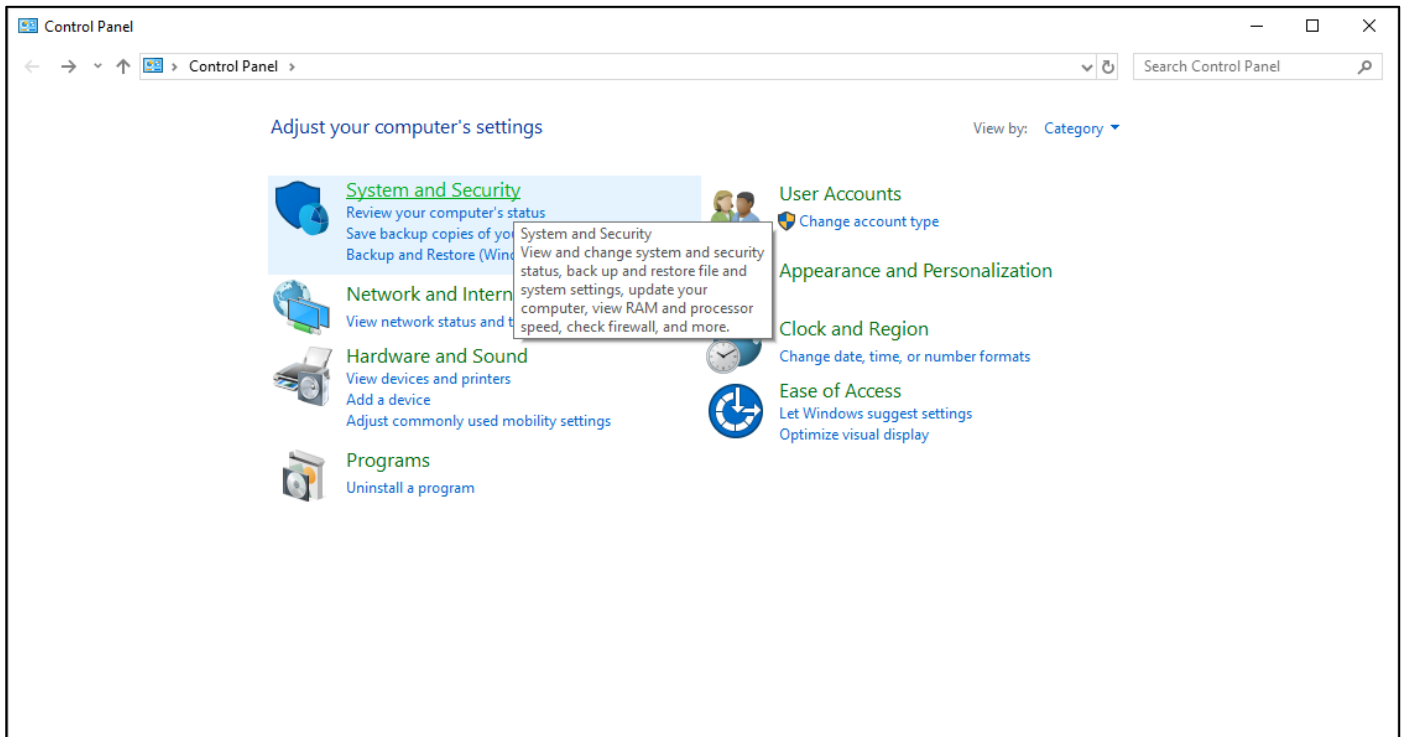 Control Panel
Control Panel
Search Control Panel
Adjust your computer's settings
View by: Category
System and Security
Review your computer's status
Save backup copies of
Backup and Restore
System and Security
View and change system and security
status, back up and restore file and
system settings, update your
computer, view RAM and processor
speed, check firewall, and more.
Network and
View network status and
Hardware and Sound
View devices and printers
Add a device
Adjust commonly used mobility settings
Programs
Uninstall a program
User Accounts
Change account type
Appearance and Personalization
Clock and Region
Change date, time, or number formats
Ease of Access
Let Windows suggest settings
Optimize visual display